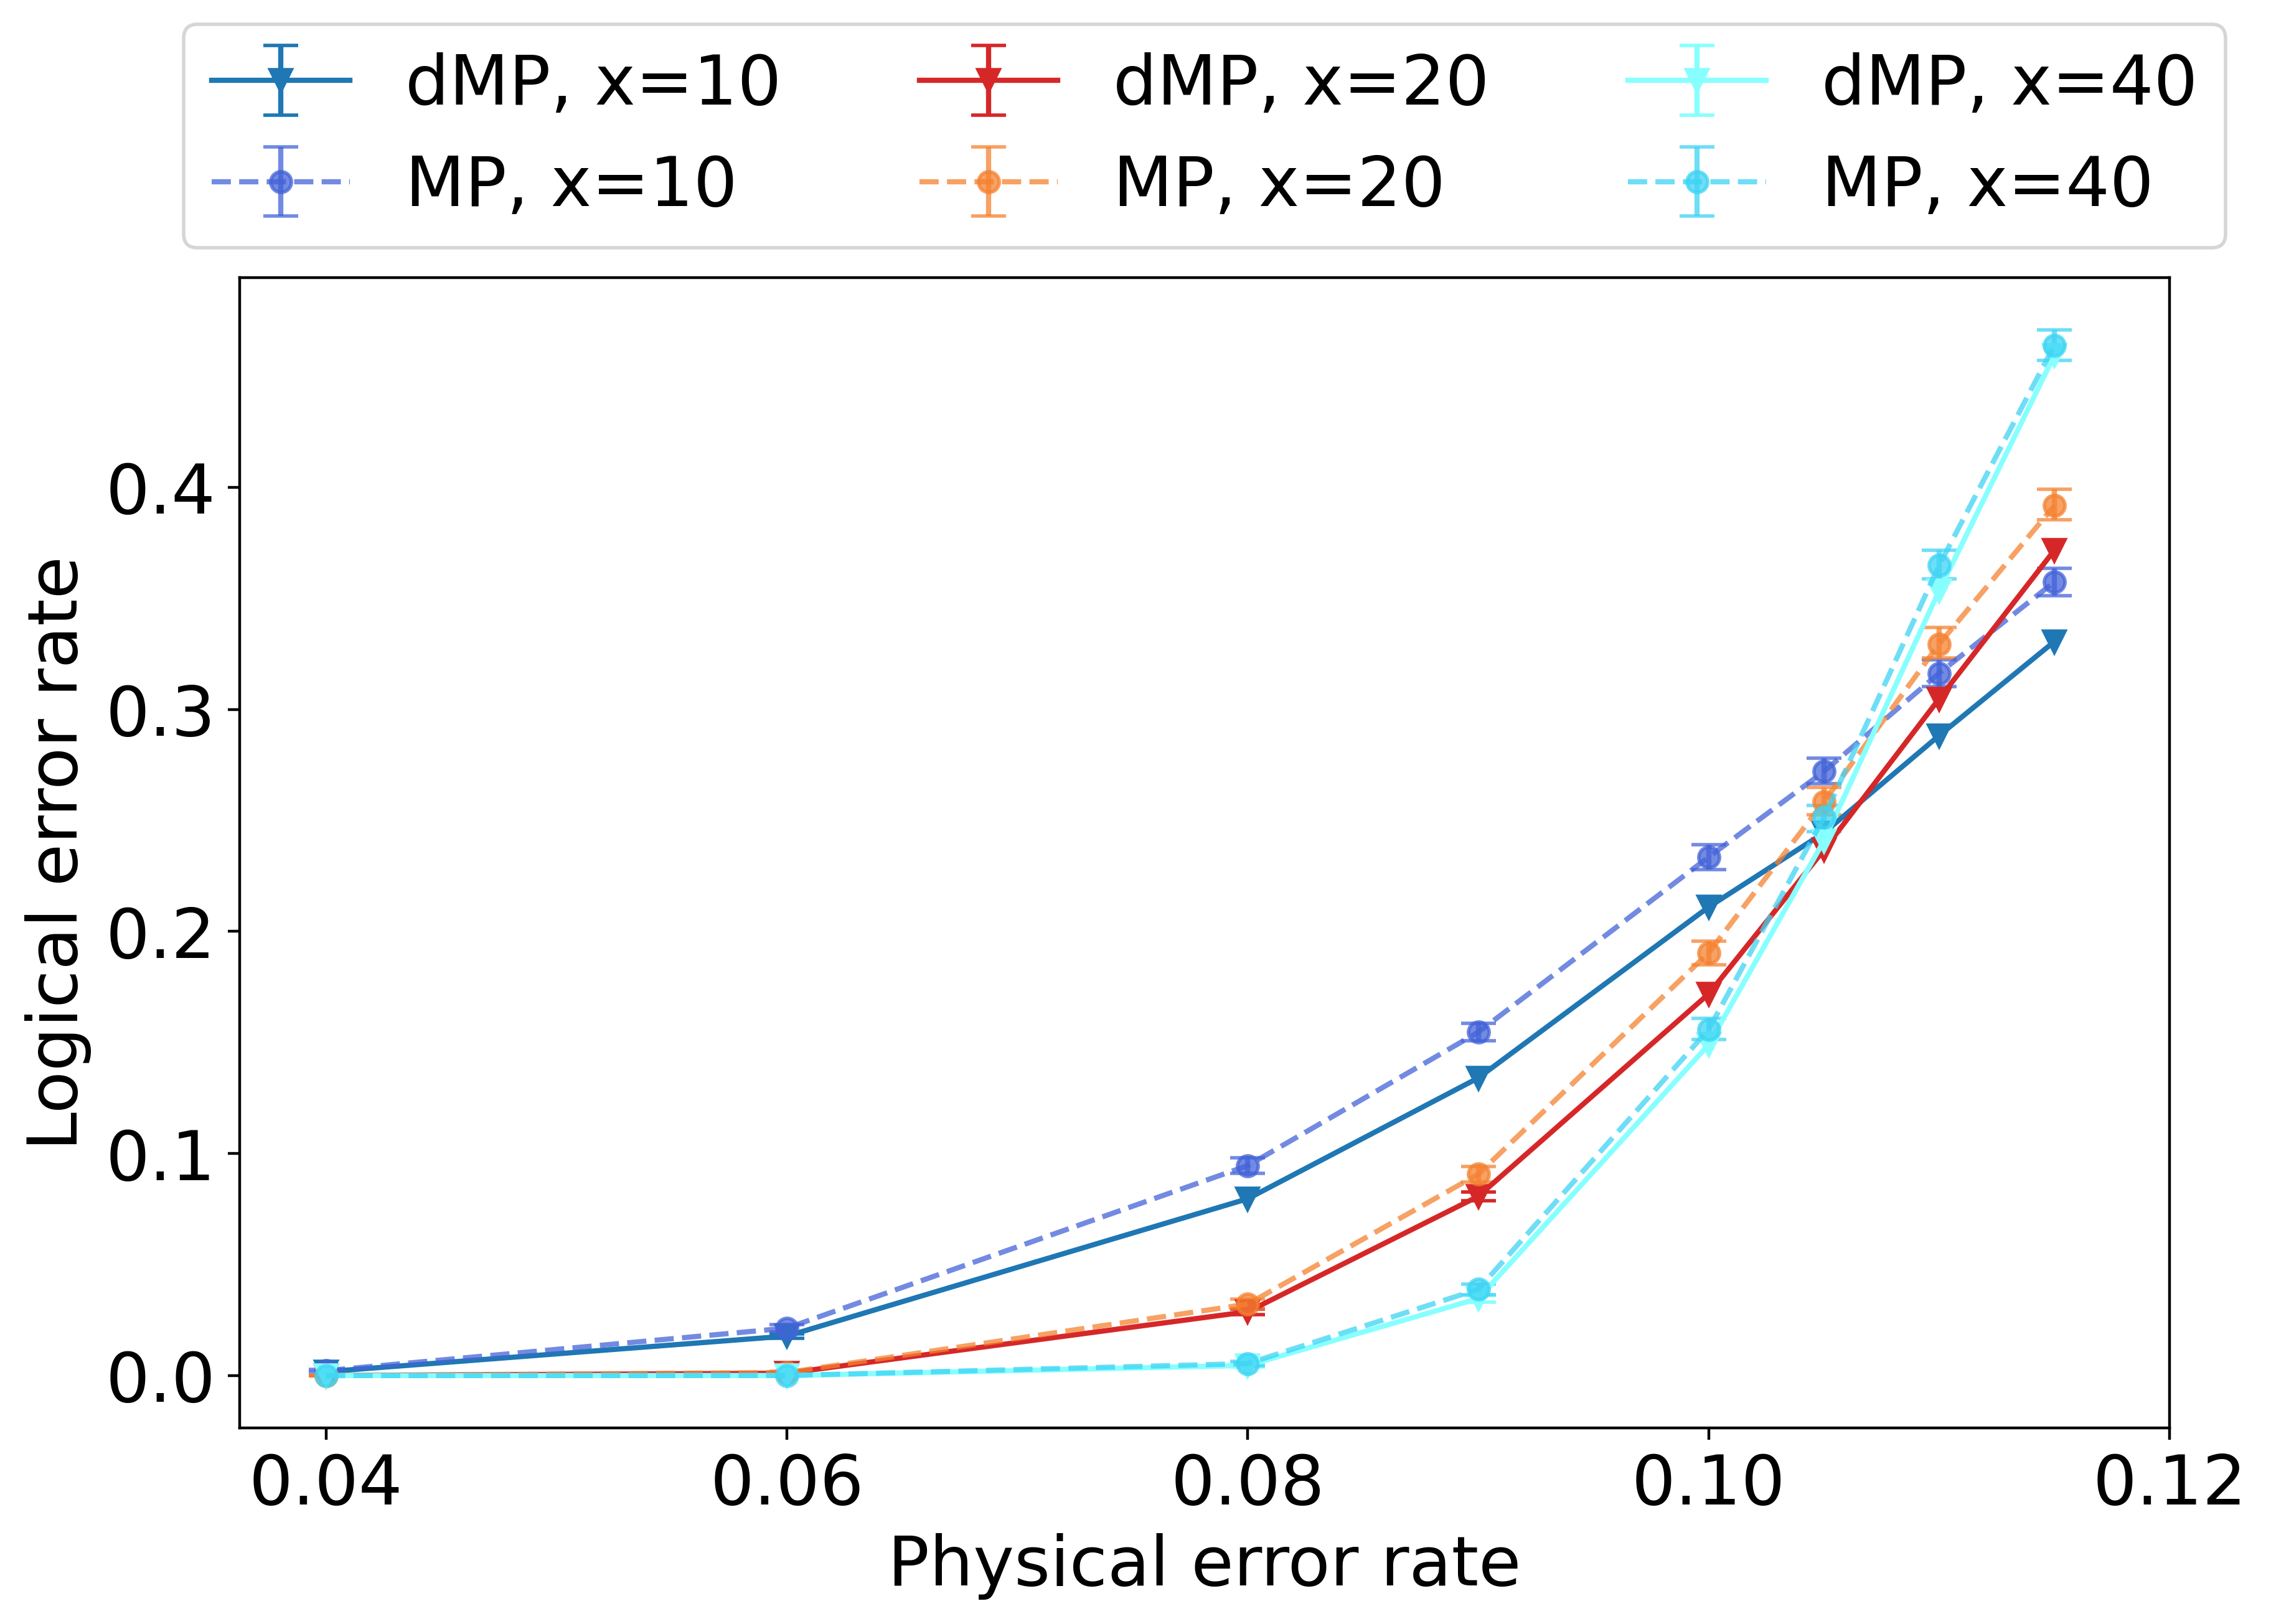 dMP, x=10 dMP, x=20 dMP, x=40
MP, x=10 MP, x=20 MP, x=40
Logical error rate
0.4
0.3
0.2
0.1
0.0
0.04 0.06 0.08 0.10 0.12
Physical error rate